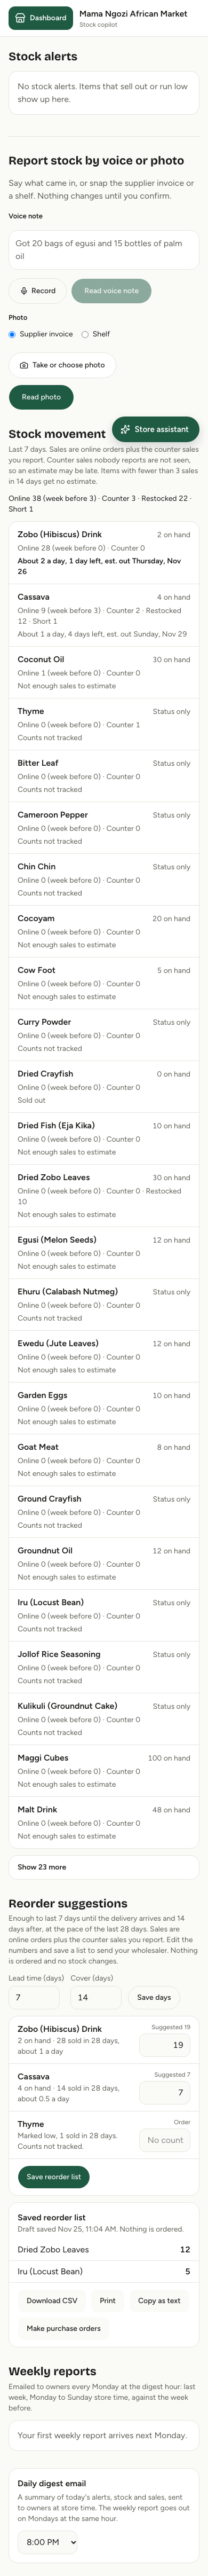 Dashboard
Mama Ngozi African Market
Stock copilot
Stock alerts
No stock alerts. Items that sell out or run low
show up here.
Report stock by voice or photo
Say what came in, or snap the supplier invoice or
a shelf. Nothing changes until you confirm.
Voice note
Got 20 bags of egusi and 15 bottles of palm
oil
Record
Read voice note
Photo
Supplier invoice
Shelf
Take or choose photo
Read photo
Store assistant
Stock movement
Last 7 days. Sales are online orders plus the counter sales
you report. Counter sales nobody reports are not seen,
so an estimate may be late. Items with fewer than 3 sales
in 14 days get no estimate.
Online 38 (week before 3) · Counter 3 · Restocked 22 ·
Short 1
Zobo (Hibiscus) Drink
2 on hand
Online 28 (week before 0) · Counter 0
About 2 a day, 1 day left, est. out Thursday, Nov
26
Cassava
4 on hand
Online 9 (week before 3) · Counter 2 · Restocked
12 · Short 1
About 1 a day, 4 days left, est. out Sunday, Nov 29
Coconut Oil
30 on hand
Online 1 (week before 0) · Counter 0
Not enough sales to estimate
Thyme
Status only
Online 0 (week before 0) · Counter 1
Counts not tracked
Bitter Leaf
Status only
Online 0 (week before 0) · Counter 0
Counts not tracked
Cameroon Pepper
Status only
Online 0 (week before 0) · Counter 0
Counts not tracked
Chin Chin
Status only
Online 0 (week before 0) · Counter 0
Counts not tracked
Cocoyam
20 on hand
Online 0 (week before 0) · Counter 0
Not enough sales to estimate
Cow Foot
5 on hand
Online 0 (week before 0) · Counter 0
Not enough sales to estimate
Curry Powder
Status only
Online 0 (week before 0) · Counter 0
Counts not tracked
Dried Crayfish
0 on hand
Online 0 (week before 0) · Counter 0
Sold out
Dried Fish (Eja Kika)
10 on hand
Online 0 (week before 0) · Counter 0
Not enough sales to estimate
Dried Zobo Leaves
30 on hand
Online 0 (week before 0) · Counter 0 · Restocked
10
Not enough sales to estimate
Egusi (Melon Seeds)
12 on hand
Online 0 (week before 0) · Counter 0
Not enough sales to estimate
Ehuru (Calabash Nutmeg)
Status only
Online 0 (week before 0) · Counter 0
Counts not tracked
Ewedu (Jute Leaves)
12 on hand
Online 0 (week before 0) · Counter 0
Not enough sales to estimate
Garden Eggs
10 on hand
Online 0 (week before 0) · Counter 0
Not enough sales to estimate
Goat Meat
8 on hand
Online 0 (week before 0) · Counter 0
Not enough sales to estimate
Ground Crayfish
Status only
Online 0 (week before 0) · Counter 0
Counts not tracked
Groundnut Oil
12 on hand
Online 0 (week before 0) · Counter 0
Not enough sales to estimate
Iru (Locust Bean)
Status only
Online 0 (week before 0) · Counter 0
Counts not tracked
Jollof Rice Seasoning
Status only
Online 0 (week before 0) · Counter 0
Counts not tracked
Kulikuli (Groundnut Cake)
Status only
Online 0 (week before 0) · Counter 0
Counts not tracked
Maggi Cubes
100 on hand
Online 0 (week before 0) · Counter 0
Not enough sales to estimate
Malt Drink
48 on hand
Online 0 (week before 0) · Counter 0
Not enough sales to estimate
Show 23 more
Reorder suggestions
Enough to last 7 days until the delivery arrives and 14
days after, at the pace of the last 28 days. Sales are
online orders plus the counter sales you report. Edit the
numbers and save a list to send your wholesaler. Nothing
is ordered and no stock changes.
Lead time (days)
Cover (days)
7
14
Save days
Zobo (Hibiscus) Drink
Suggested 19
2 on hand · 28 sold in 28 days,
about 1 a day
19
Cassava
Suggested 7
4 on hand · 14 sold in 28 days,
about 0.5 a day
7
Thyme
Order
Marked low, 1 sold in 28 days.
Counts not tracked.
No count
Save reorder list
Saved reorder list
Draft saved Nov 25, 11:04 AM. Nothing is ordered.
Dried Zobo Leaves
12
Iru (Locust Bean)
5
Download CSV
Print
Copy as text
Make purchase orders
Weekly reports
Emailed to owners every Monday at the digest hour: last
week, Monday to Sunday store time, against the week
before.
Your first weekly report arrives next Monday.
Daily digest email
A summary of today's alerts, stock and sales, sent
to owners at store time. The weekly report goes out
on Mondays at the same hour.
8:00 PM